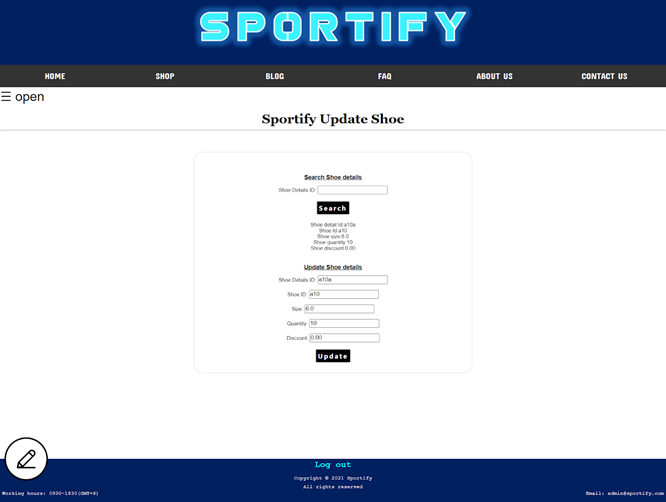 SPORTIFY
HOME SHOP BLOG FAQ ABOUT US CONTACT US
☰ open
Sportify Update Shoe
Search Shoe details
Shoe Details ID:
Search
Shoe detail Id:a10a
Shoe Id:a10
Shoe size:6.0
Shoe quantity:10
Shoe discount:0.00
Update Shoe details
Shoe Details ID: a10a
Shoe ID: a10
Size: 6.0
Quantity: 10
Discount: 0.00
Update
Log out
Copyright © 2021 Sportify
All rights reserved
Working hours: 0930-1830(GMT+8) Email: admin@sportify.com